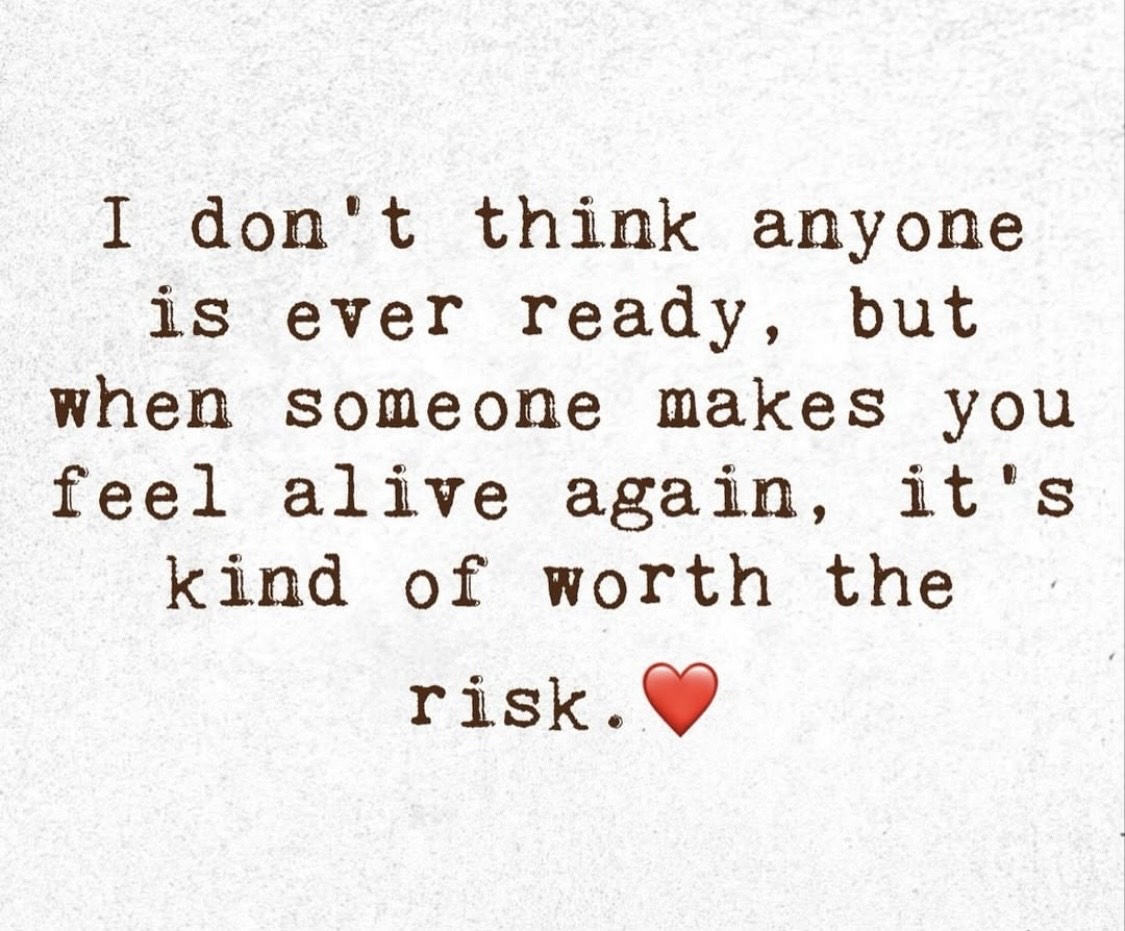 I don't think anyone
is ever ready, but
when someone makes you
feel alive again, it's
kind of worth the
risk.❤️